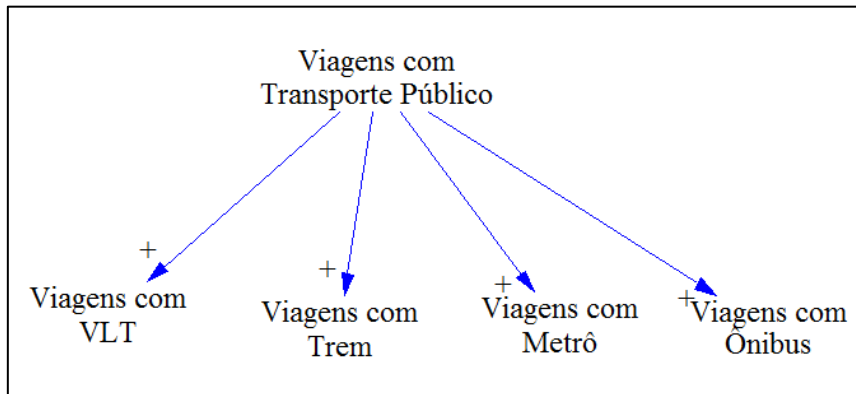 Viagens com
Transporte Público
+
+
+
+
Viagens com
VLT
Viagens com
Trem
Viagens com
Metrô
Viagens com
Ônibus